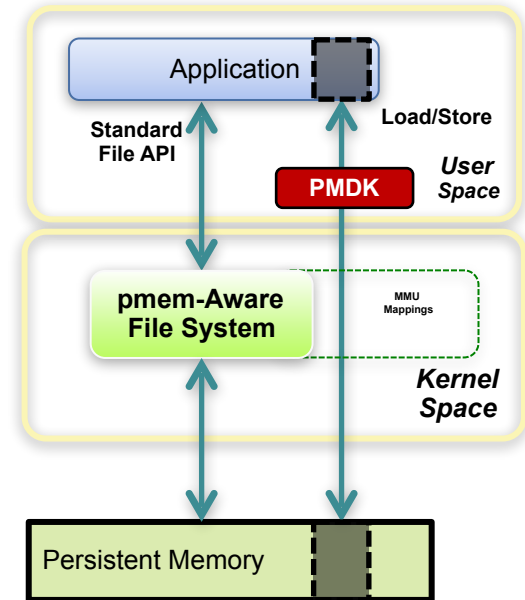 Application
Standard
File API
Load/Store
PMDK
User
Space
pmem-Aware
File System
MMU
Mappings
Kernel
Space
Persistent Memory